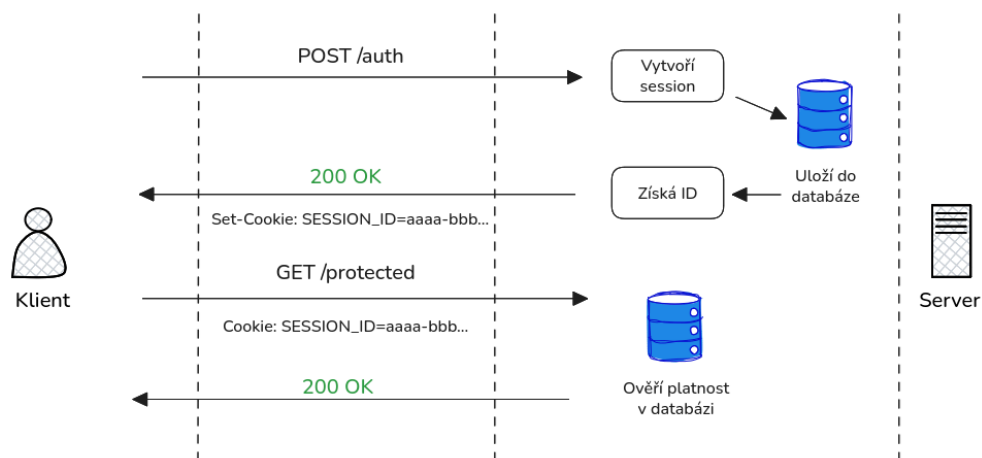 POST /auth
Vytvoří
session
200 OK
Získá ID
Uloží do
databáze
Set-Cookie: SESSION_ID=aaaa-bbb...
GET /protected
Klient
Server
Cookie: SESSION_ID=aaaa-bbb...
200 OK
Ověří platnost
v databázi